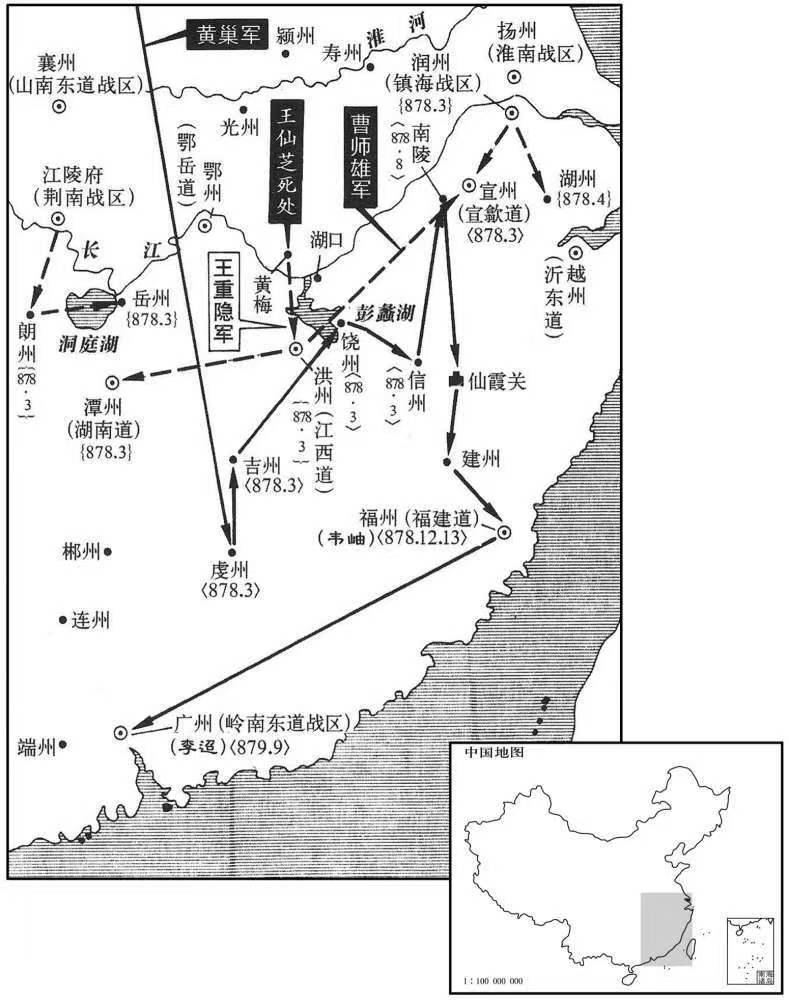 黄巢军
颍州
寿州
淮河
扬州
(淮南战区)
襄州
(山南东道战区)
润州
(镇海战区)
{878.3}
光州
王仙芝死处
曹师雄军
南陵
〈878·8〉
鄂州
(鄂岳道)
江陵府
(荆南战区)
宣州
(宣歙道)
〈878.3〉
湖州
{878.4}
长江
湖口
黄梅
王重隐军
越州
(沂东道)
岳州
{878.3}
洞庭湖
朗州
{878·3}
彭蠡湖
饶州
〈878·3〉
信州
〈878·3〉
仙霞关
潭州
(湖南道)
{878.3}
洪州(江西道)
{878·3}
吉州
〈878.3〉
建州
福州(福建道)
(韦岫)〈878.12.13〉
郴州
虔州
〈878.3〉
连州
广州(岭南东道战区)
(李迢)〈879.9〉
端州
中国地图
南海诸岛
1∶100 000 000